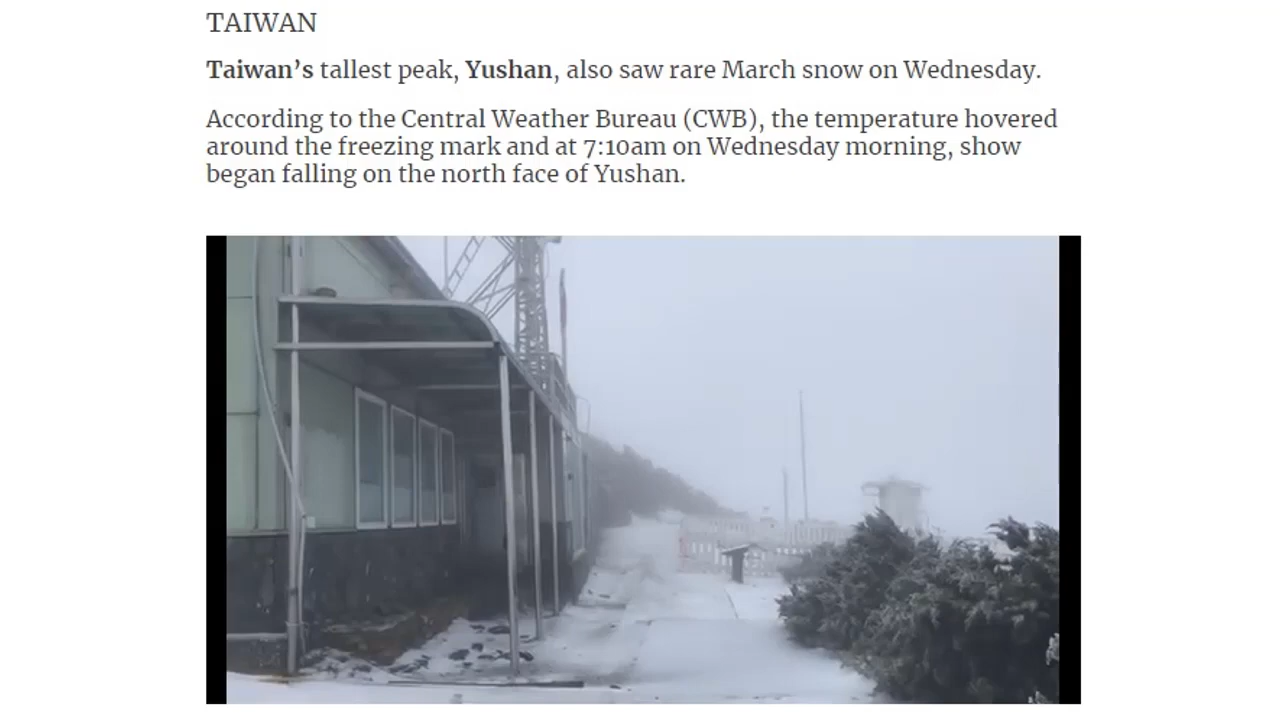 TAIWAN
Taiwan’s tallest peak, Yushan, also saw rare March snow on Wednesday.
According to the Central Weather Bureau (CWB), the temperature hovered
around the freezing mark and at 7:10am on Wednesday morning, show
began falling on the north face of Yushan.